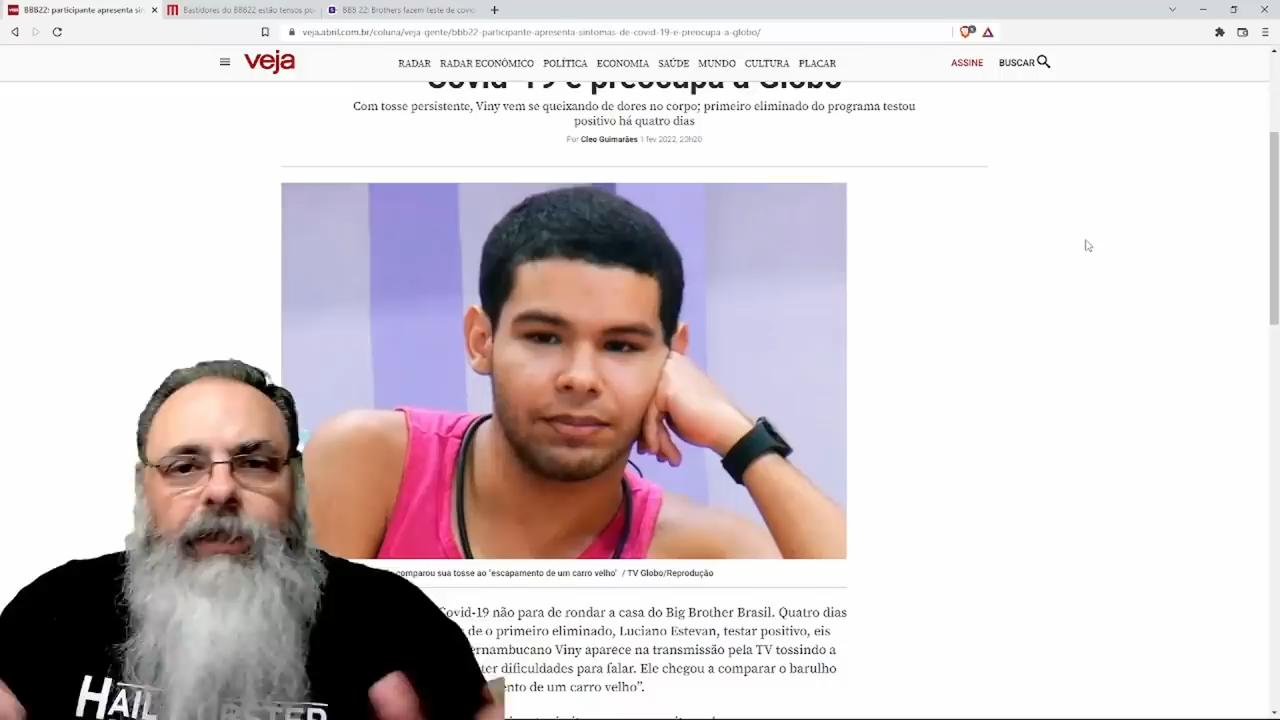 BBB22: participante apresenta sin
Bastidores do BBB22 estão tensos po
BBB 22: Brothers fazem teste de covid
veja.abril.com.br/coluna/veja-gente/bbb22-participante-apresenta-sintomas-de-covid-19-e-preocupa-a-globo/
veja
RADAR RADAR ECONÔMICO POLÍTICA ECONOMIA SAÚDE MUNDO CULTURA PLACAR
ASSINE
BUSCAR
Covid-19 e preocupa a Globo
Com tosse persistente, Viny vem se queixando de dores no corpo; primeiro eliminado do programa testou
positivo há quatro dias
Por Cleo Guimarães 1 fev 2022, 20h20
comparou sua tosse ao "escapamento de um carro velho" / TV Globo/Reprodução
Covid-19 não para de rondar a casa do Big Brother Brasil. Quatro dias
de o primeiro eliminado, Luciano Estevan, testar positivo, eis
ernambucano Viny aparece na transmissão pela TV tossindo a
ter dificuldades para falar. Ele chegou a comparar o barulho
nto de um carro velho”.
HAIL